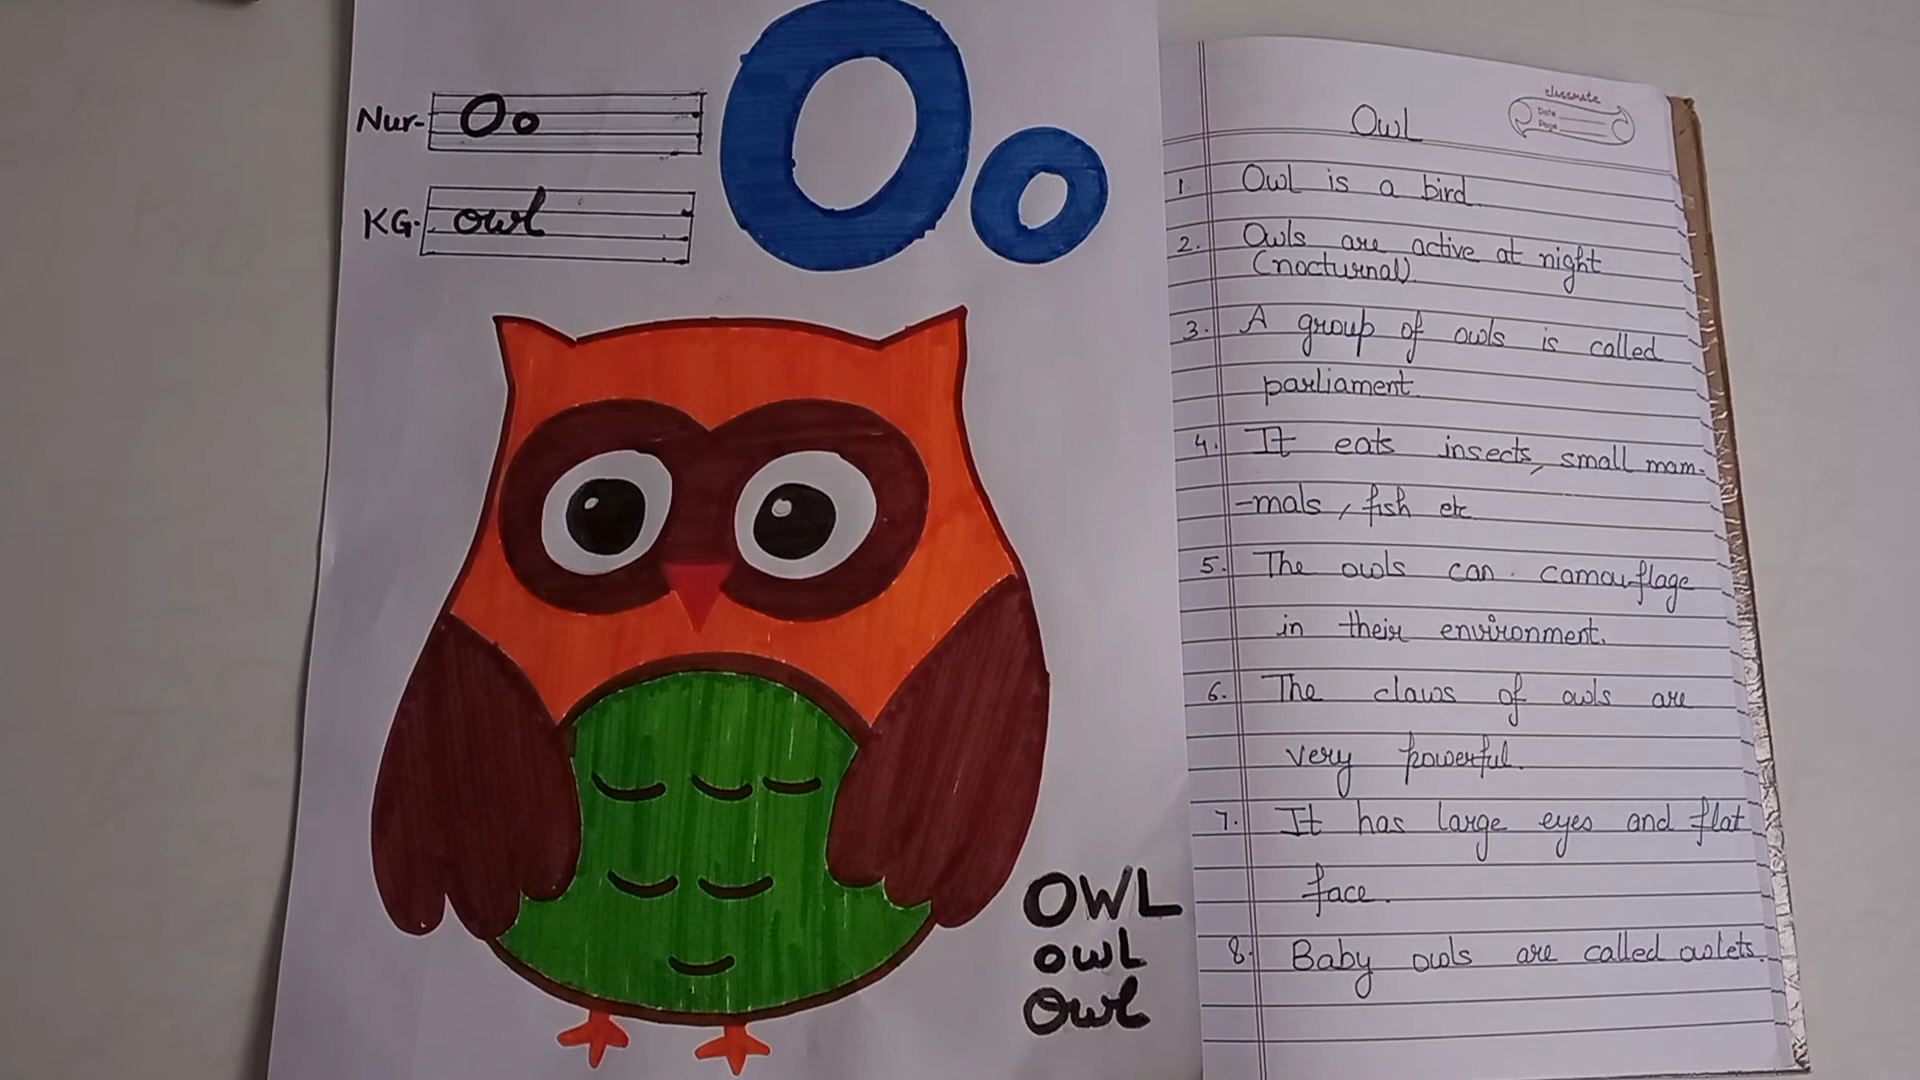 Nur- Oo
KG. owl
Oo
OWL
owl
Owl
classmate
Date
Page
Owl
1. Owl is a bird.
2. Owls are active at night
(nocturnal)
3. A group of owls is called
parliament.
4. It eats insects, small mam-
-mals, fish etc
5. The owls can camouflage
in their environment.
6. The claws of owls are
very powerful.
7. It has large eyes and flat
face.
8. Baby owls are called owlets.